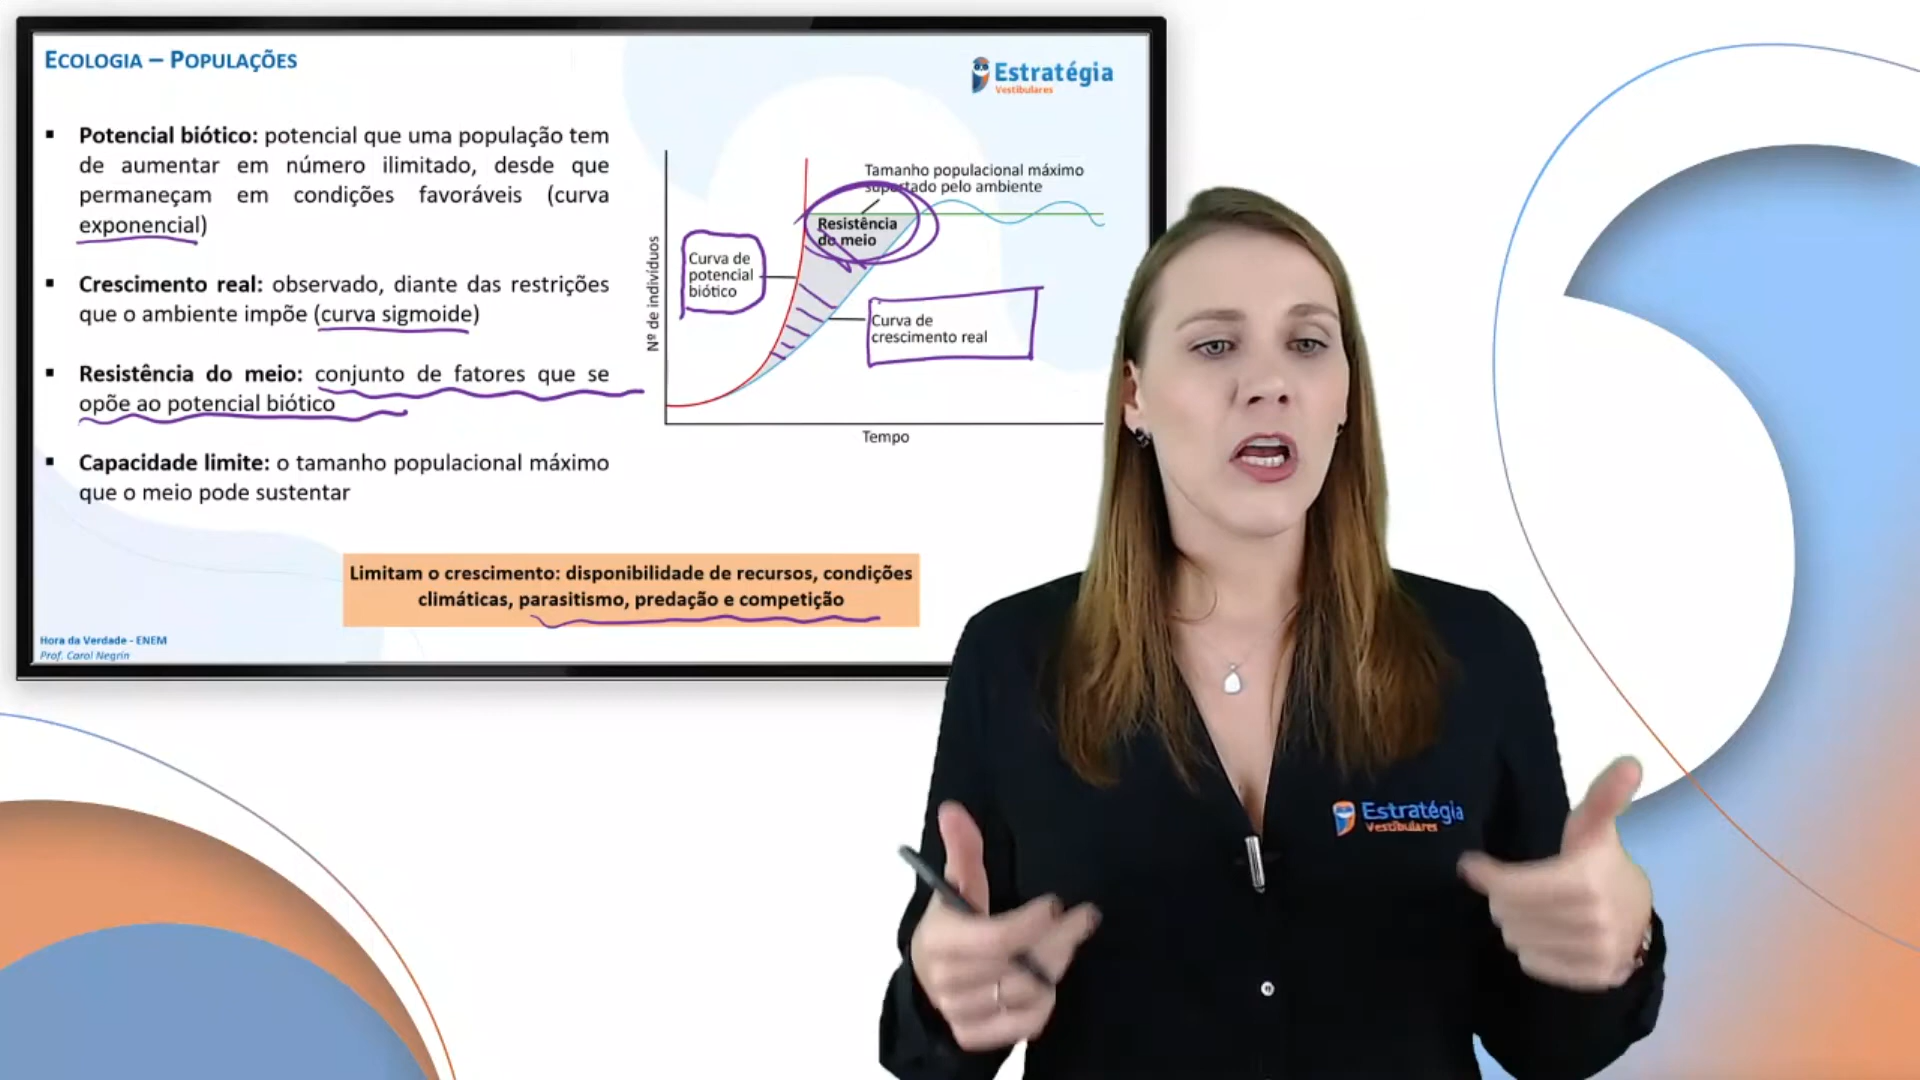 ECOLOGIA – POPULAÇÕES
Estratégia
Vestibulares
▪ Potencial biótico: potencial que uma população tem
de aumentar em número ilimitado, desde que
permaneçam em condições favoráveis (curva
exponencial)
▪ Crescimento real: observado, diante das restrições
que o ambiente impõe (curva sigmoide)
▪ Resistência do meio: conjunto de fatores que se
opõe ao potencial biótico
▪ Capacidade limite: o tamanho populacional máximo
que o meio pode sustentar
Tamanho populacional máximo
suportado pelo ambiente
Resistência
do meio
Curva de
potencial
biótico
Curva de
crescimento real
Nº de indivíduos
Tempo
Limitam o crescimento: disponibilidade de recursos, condições
climáticas, parasitismo, predação e competição
Hora da Verdade - ENEM
Prof. Carol Negrin
Estratégia
Vestibulares